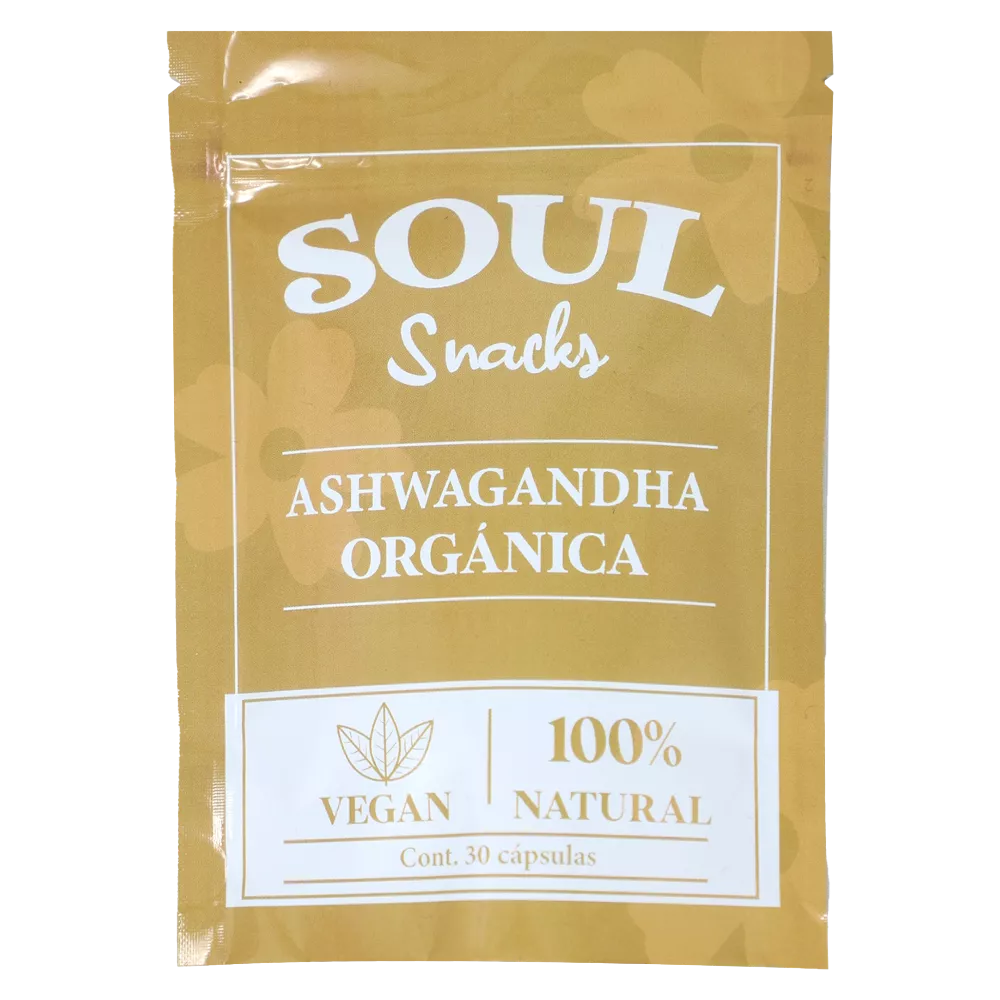 SOUL
Snacks
ASHWAGANDHA
ORGÁNICA
VEGAN
100%
NATURAL
Cont. 30 cápsulas